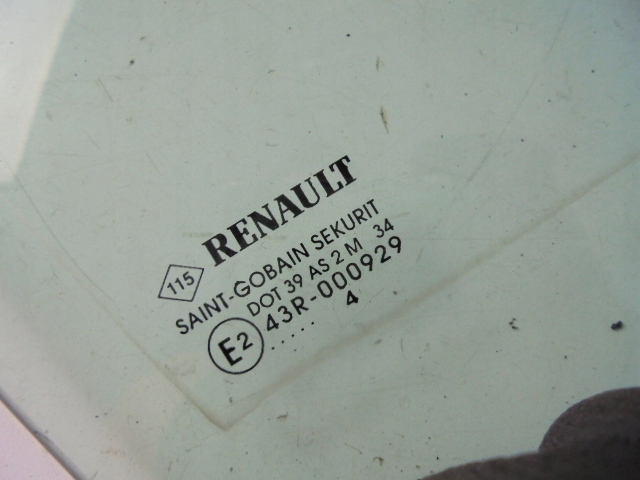 RENAULT
115
SAINT-GOBAIN SEKURIT
DOT 39 AS 2 M 34
E2 43R-000929
..... 4